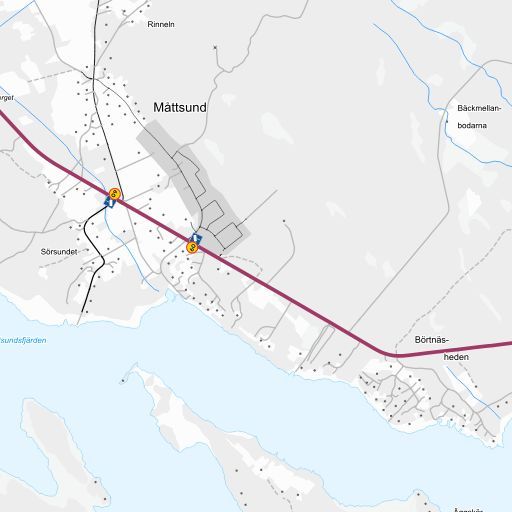 Rinneln
Måttsund
Bäckmellan-
bodarna
Sörsundet
Börtnäs-
heden